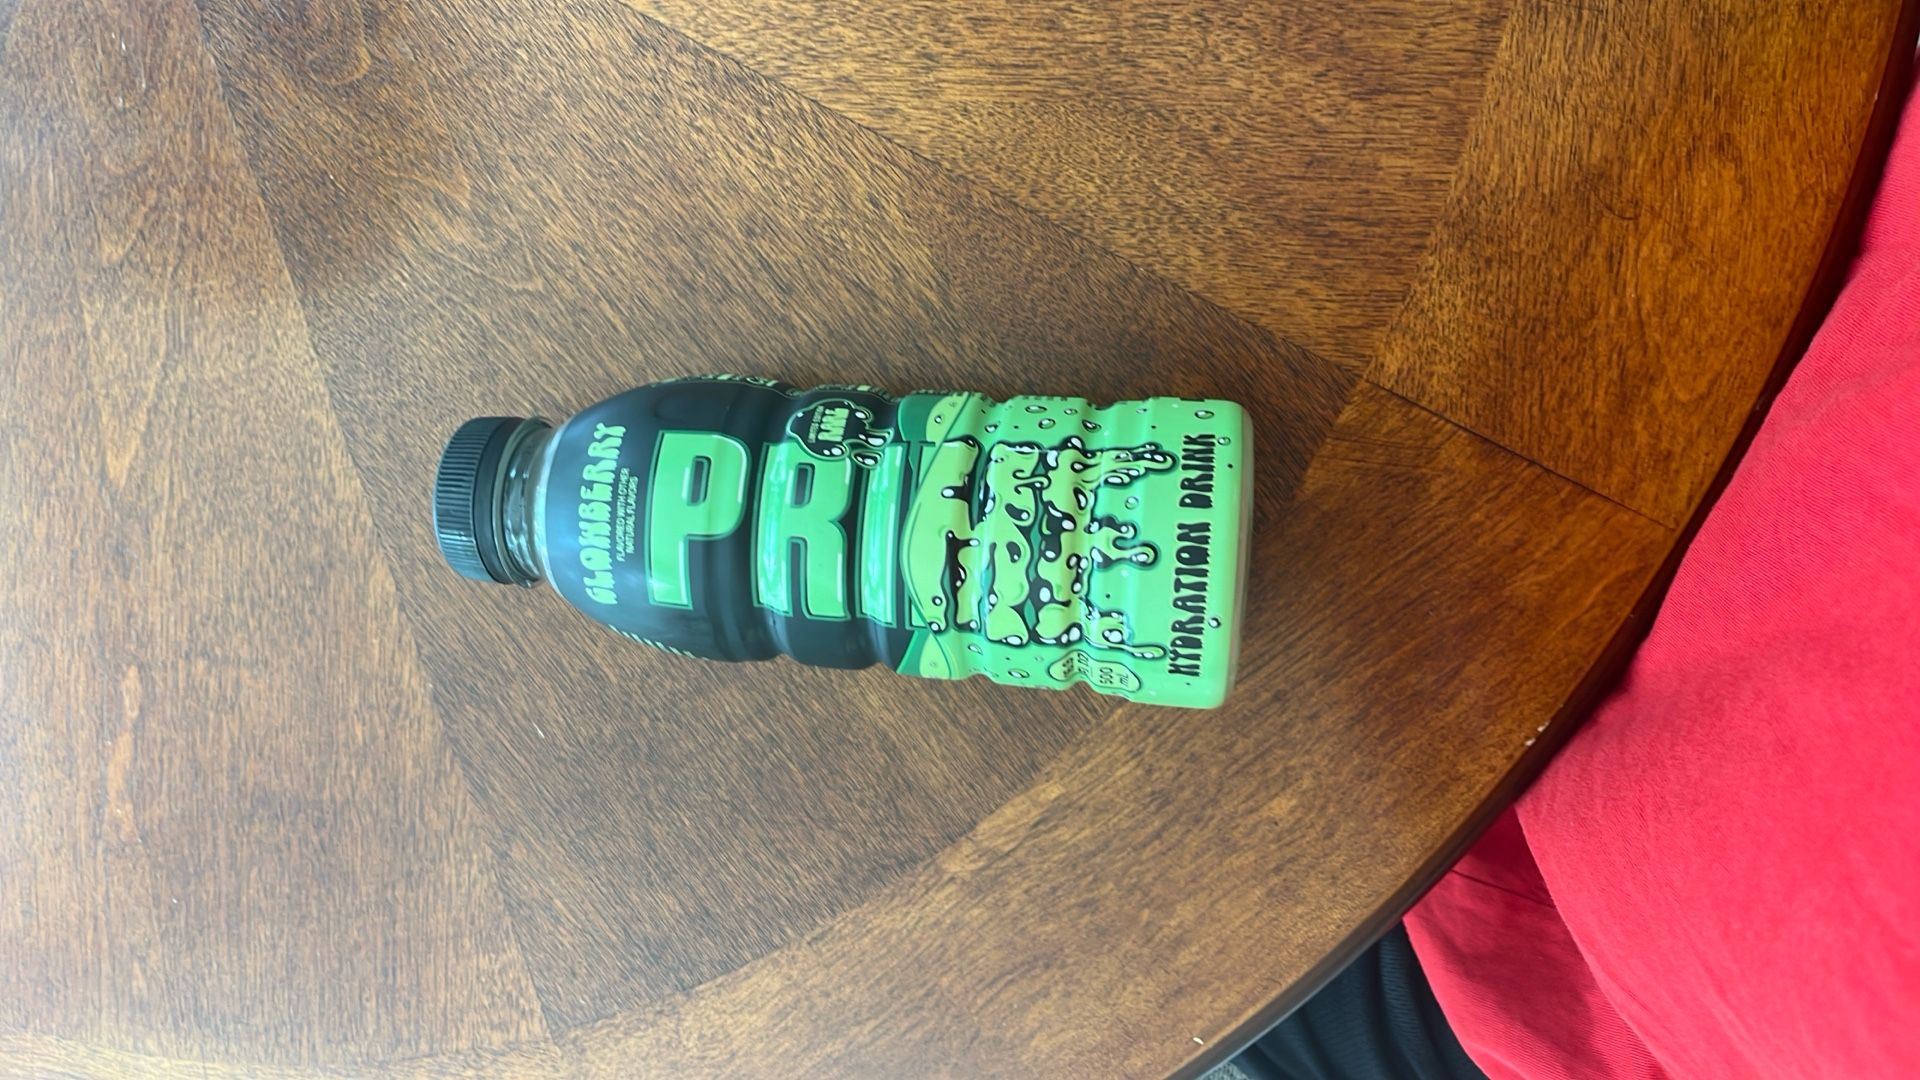 GLOWBERRY
FLAVORED WITH OTHER
NATURAL FLAVORS
PRIME
HYDRATION DRINK
500
mL